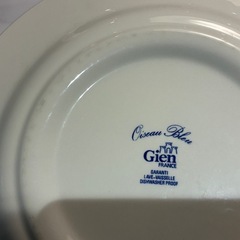 Oiseau Bleu
Gien
FRANCE
GARANTI
LAVE-VAISSELLE
DISHWASHER PROOF